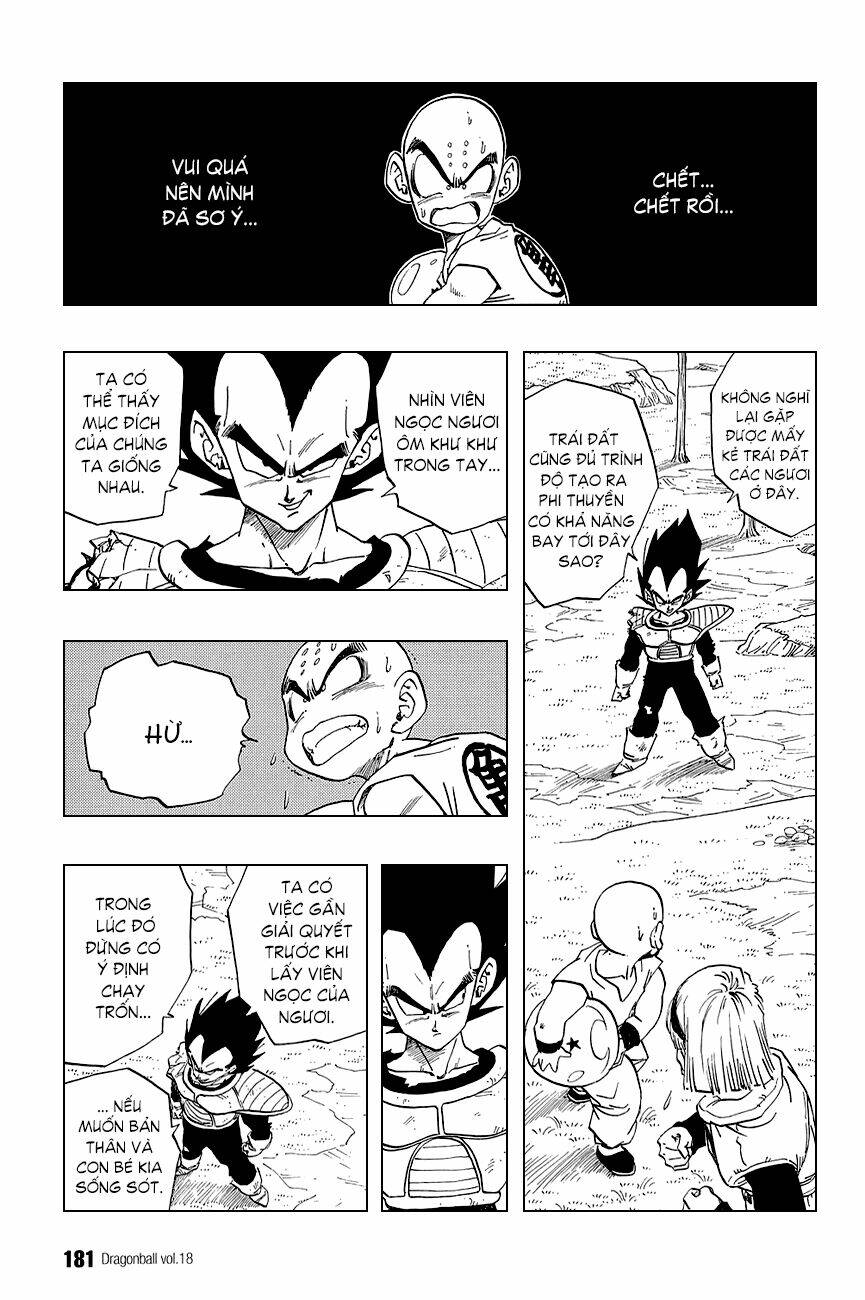 CHẾT...
CHẾT RỒI...
VUI QUÁ
NÊN MÌNH
ĐÃ SƠ Ý...
KHÔNG NGHĨ
LẠI GẶP
ĐƯỢC MẤY
KẺ TRÁI ĐẤT
CÁC NGƯƠI
Ở ĐÂY.
TRÁI ĐẤT
CŨNG ĐỦ TRÌNH
ĐỘ TẠO RA
PHI THUYỀN
CÓ KHẢ NĂNG
BAY TỚI ĐÂY
SAO?
NHÌN VIÊN
NGỌC NGƯƠI
ÔM KHƯ KHƯ
TRONG TAY...
TA CÓ
THỂ THẤY
MỤC ĐÍCH
CỦA CHÚNG
TA GIỐNG
NHAU.
HỪ...
TA CÓ
VIỆC GẦN
GIẢI QUYẾT
TRƯỚC KHI
LẤY VIÊN
NGỌC CỦA
NGƯƠI.
TRONG
LÚC ĐÓ
ĐỪNG CÓ
Ý ĐỊNH
CHẠY
TRỐN...
... NẾU
MUỐN BẢN
THÂN VÀ
CON BÉ KIA
SỐNG SÓT.
181 Dragonball vol.18